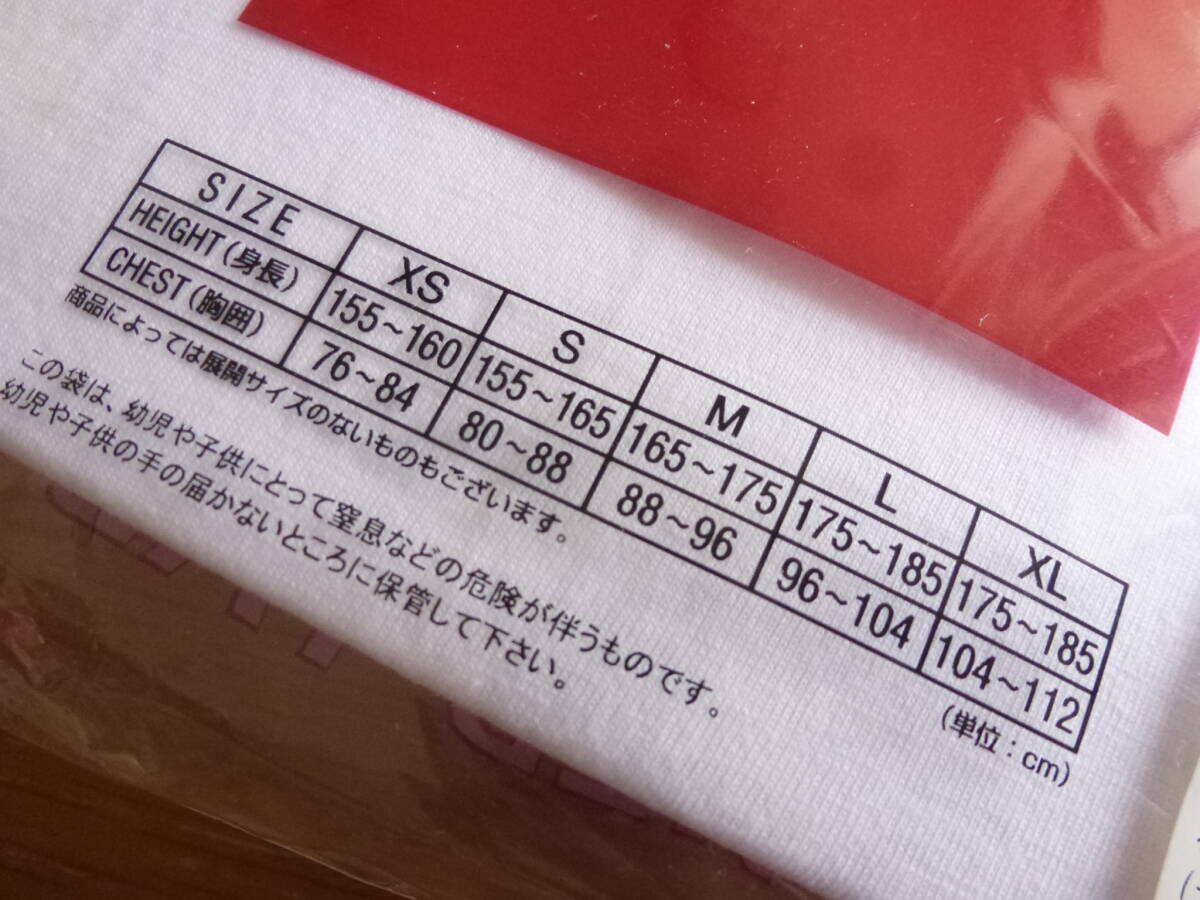 SIZE XS S M L XL
HEIGHT(身長) 155~160 155~165 165~175 175~185 175~185
CHEST(胸囲) 76~84 80~88 88~96 96~104 104~112
商品によっては展開サイズのないものもございます。
(単位:cm)
この袋は、幼児や子供にとって窒息などの危険が伴うものです。
幼児や子供の手の届かないところに保管して下さい。